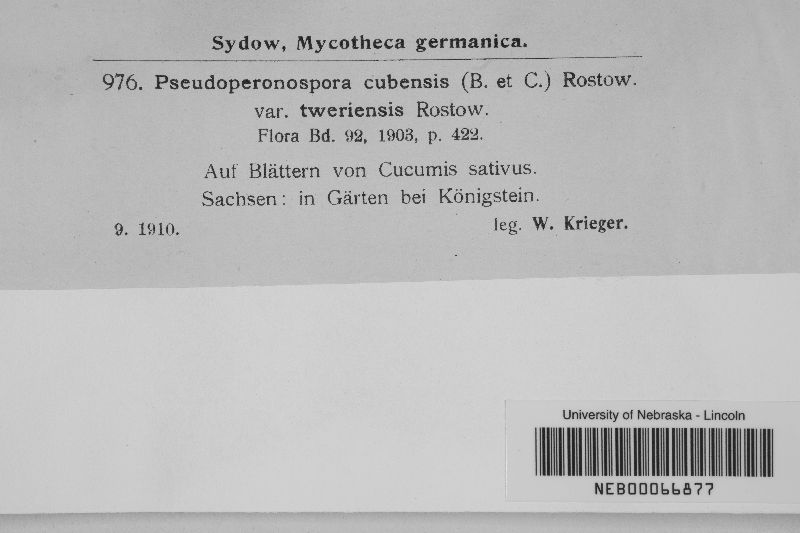 Sydow, Mycotheca germanica.
976. Pseudoperonospora cubensis (B. et C.) Rostow.
var. tweriensis Rostow.
Flora Bd. 92, 1903, p. 422.
Auf Blättern von Cucumis sativus.
Sachsen: in Gärten bei Königstein.
9. 1910. leg. W. Krieger.
University of Nebraska - Lincoln
NEB00066877